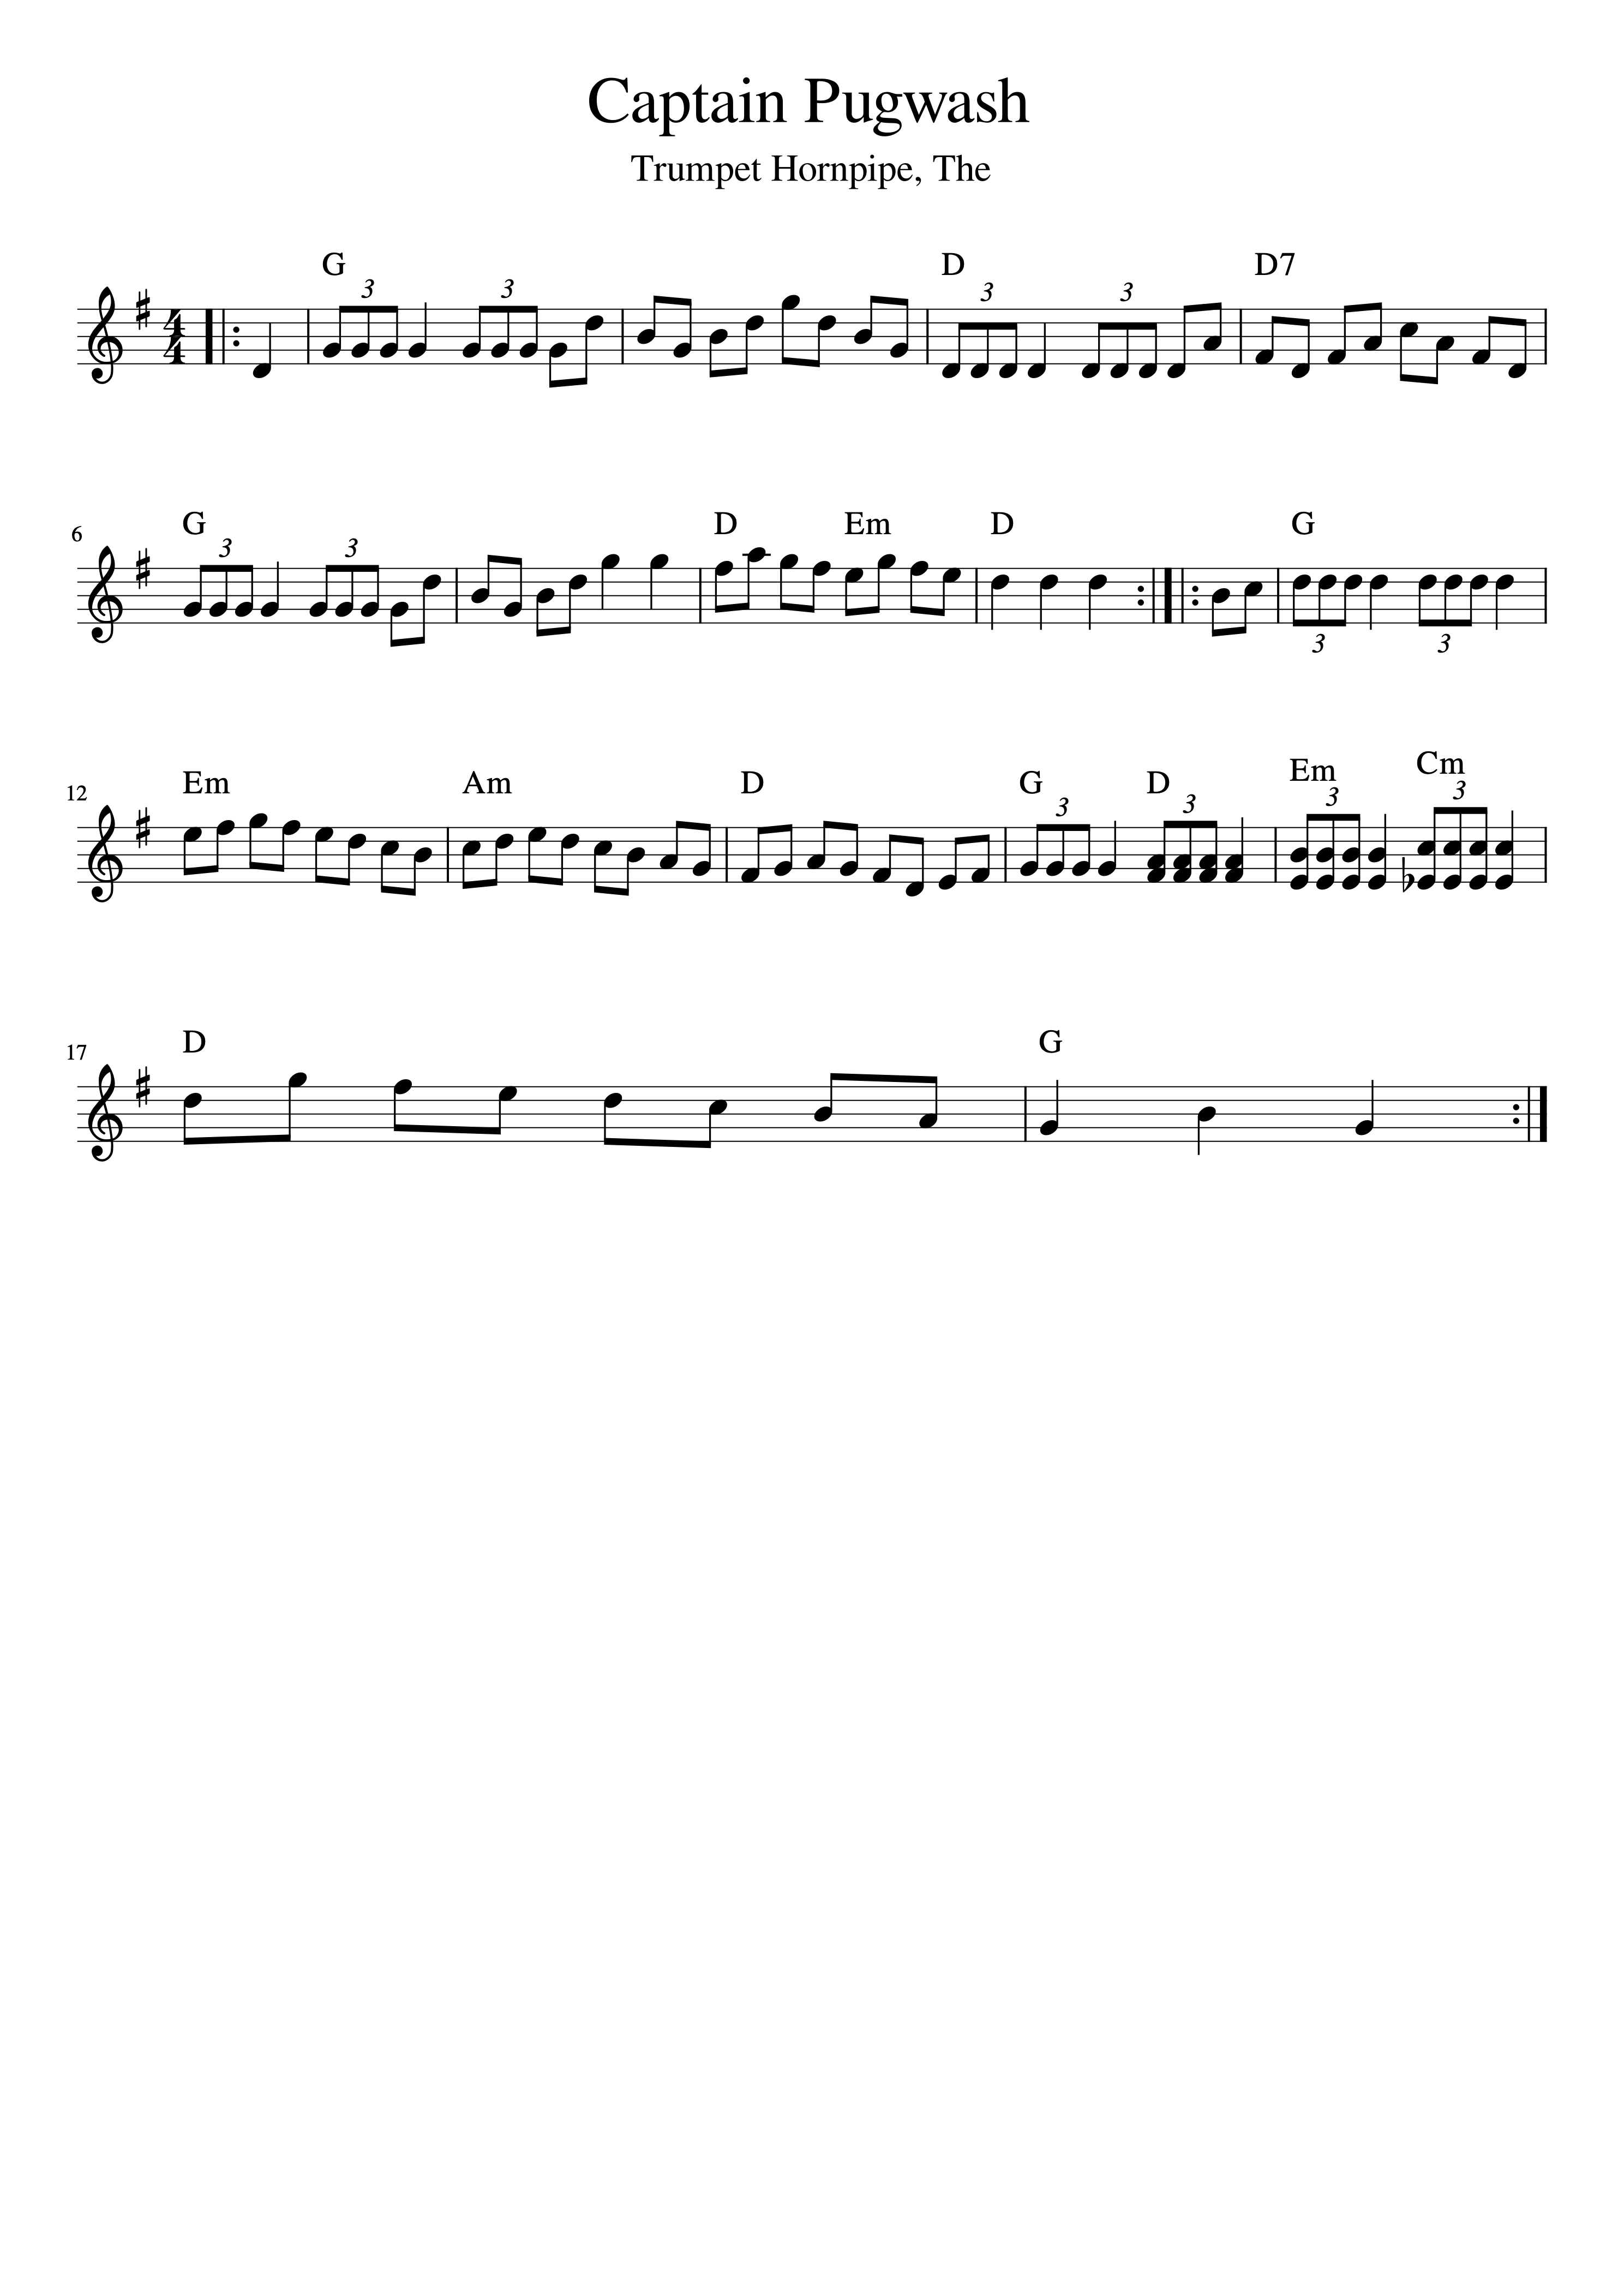 Captain Pugwash
Trumpet Hornpipe, The
G D D7
3 3 3 3
4
4
G D Em D G
6
3 3
3 3
Em Am D G D Em Cm
12
3 3 3 3
D G
17